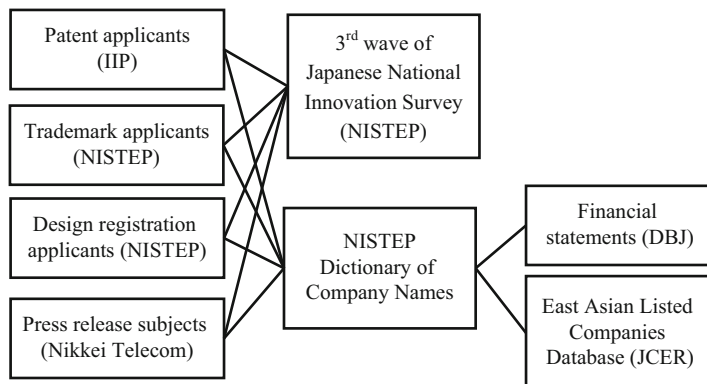 Patent applicants
(IIP)
Trademark applicants
(NISTEP)
Design registration
applicants (NISTEP)
Press release subjects
(Nikkei Telecom)
3rd wave of
Japanese National
Innovation Survey
(NISTEP)
NISTEP
Dictionary of
Company Names
Financial
statements (DBJ)
East Asian Listed
Companies
Database (JCER)